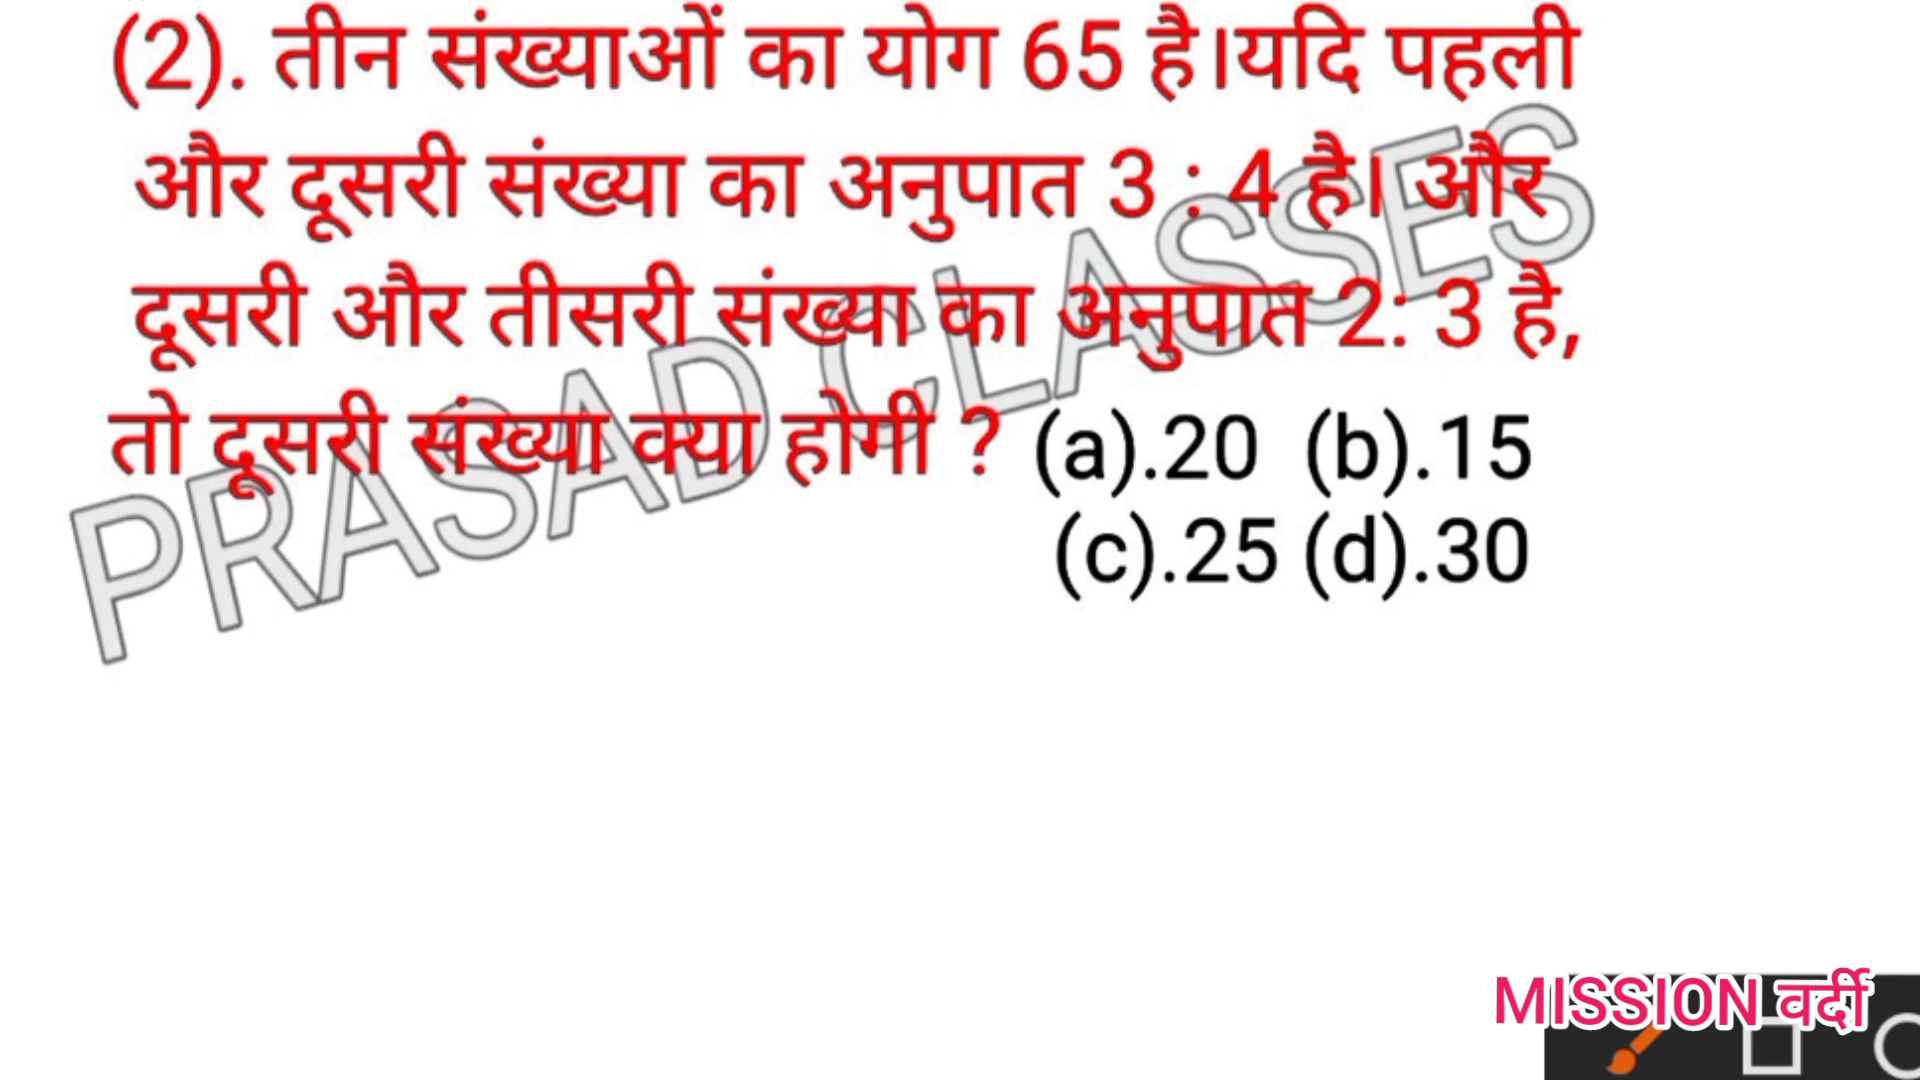 (2). तीन संख्याओं का योग 65 है।यदि पहली
और दूसरी संख्या का अनुपात 3 : 4 है। और
दूसरी और तीसरी संख्या का अनुपात 2: 3 है,
तो दूसरी संख्या क्या होगी ? (a).20 (b).15
(c).25 (d).30
PRASAD CLASSES
MISSION वर्दी